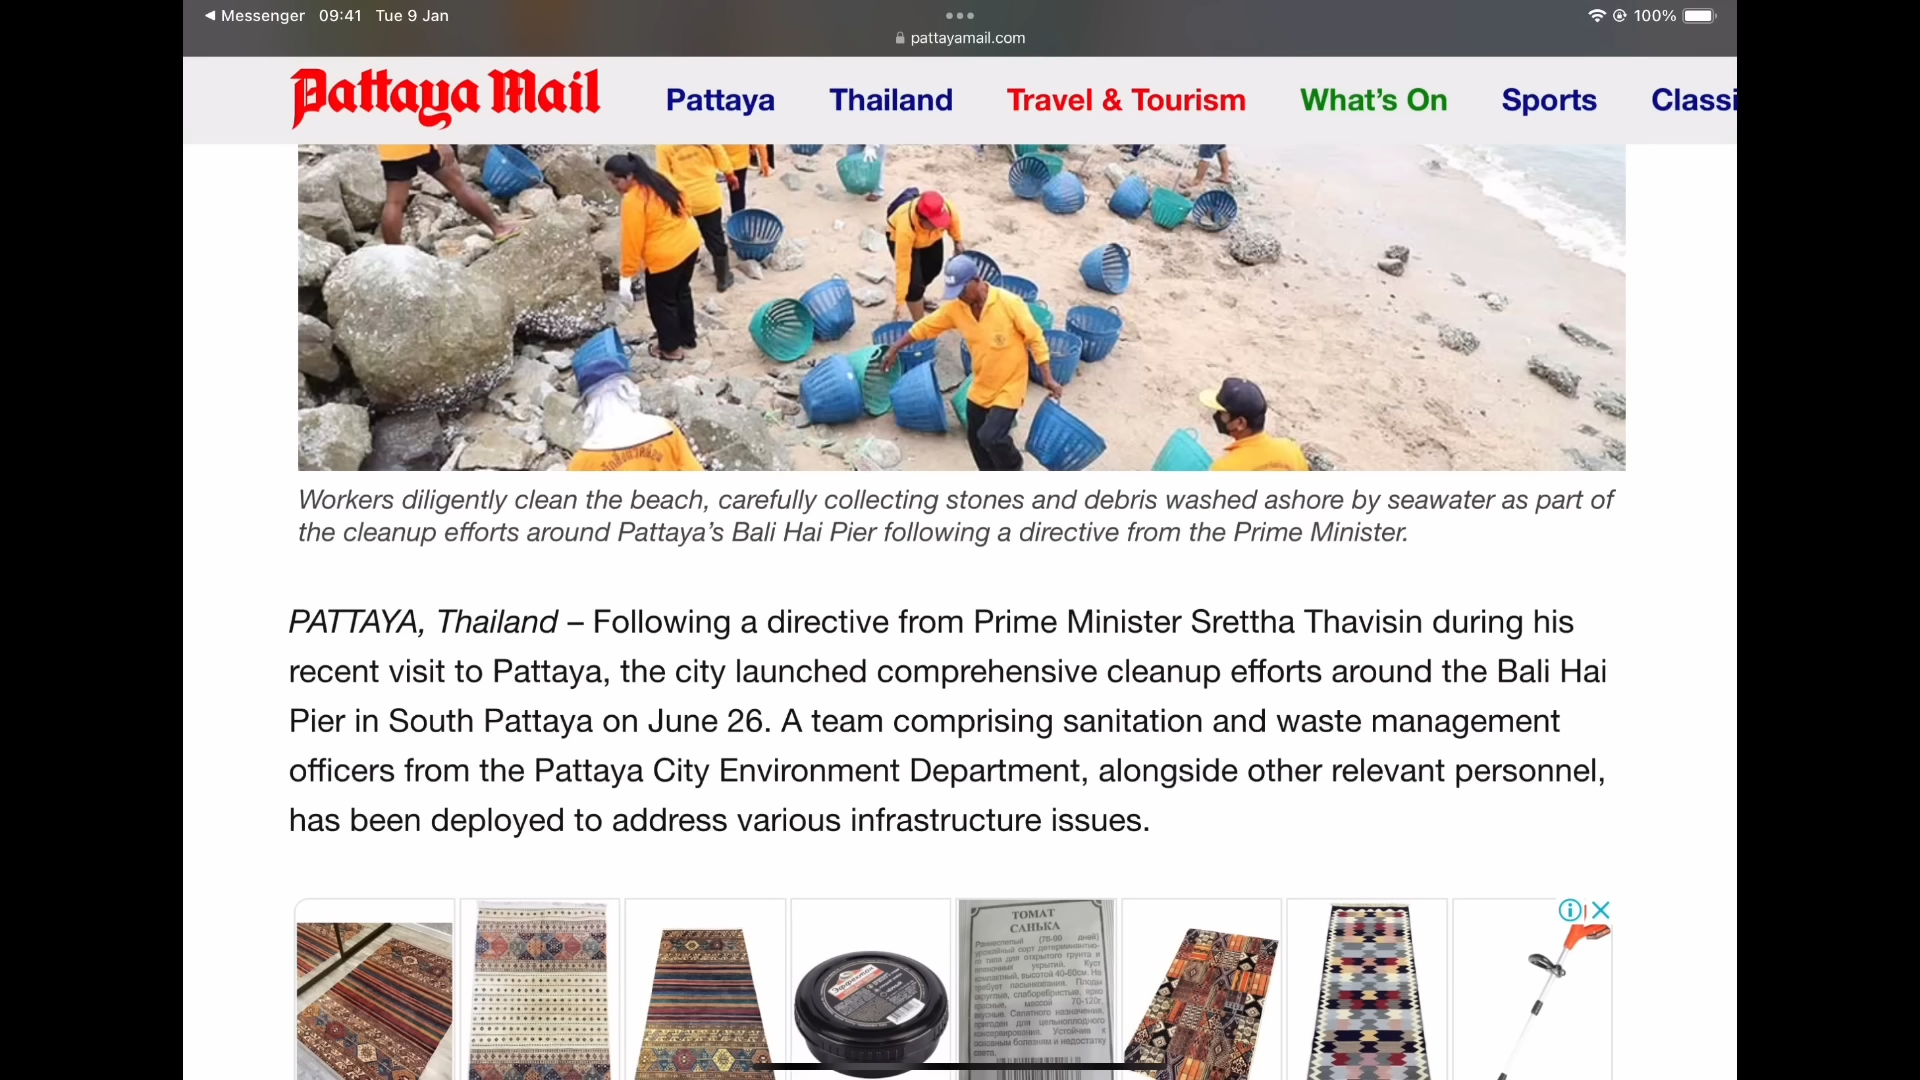 Messenger 09:41 Tue 9 Jan
100%
pattayamail.com
Pattaya Mail
Pattaya Thailand Travel & Tourism What's On Sports Classi
Workers diligently clean the beach, carefully collecting stones and debris washed ashore by seawater as part of
the cleanup efforts around Pattaya's Bali Hai Pier following a directive from the Prime Minister.
PATTAYA, Thailand – Following a directive from Prime Minister Srettha Thavisin during his
recent visit to Pattaya, the city launched comprehensive cleanup efforts around the Bali Hai
Pier in South Pattaya on June 26. A team comprising sanitation and waste management
officers from the Pattaya City Environment Department, alongside other relevant personnel,
has been deployed to address various infrastructure issues.
ТОМАТ
САНЬКА
Раннеспелый (75-90 дней)